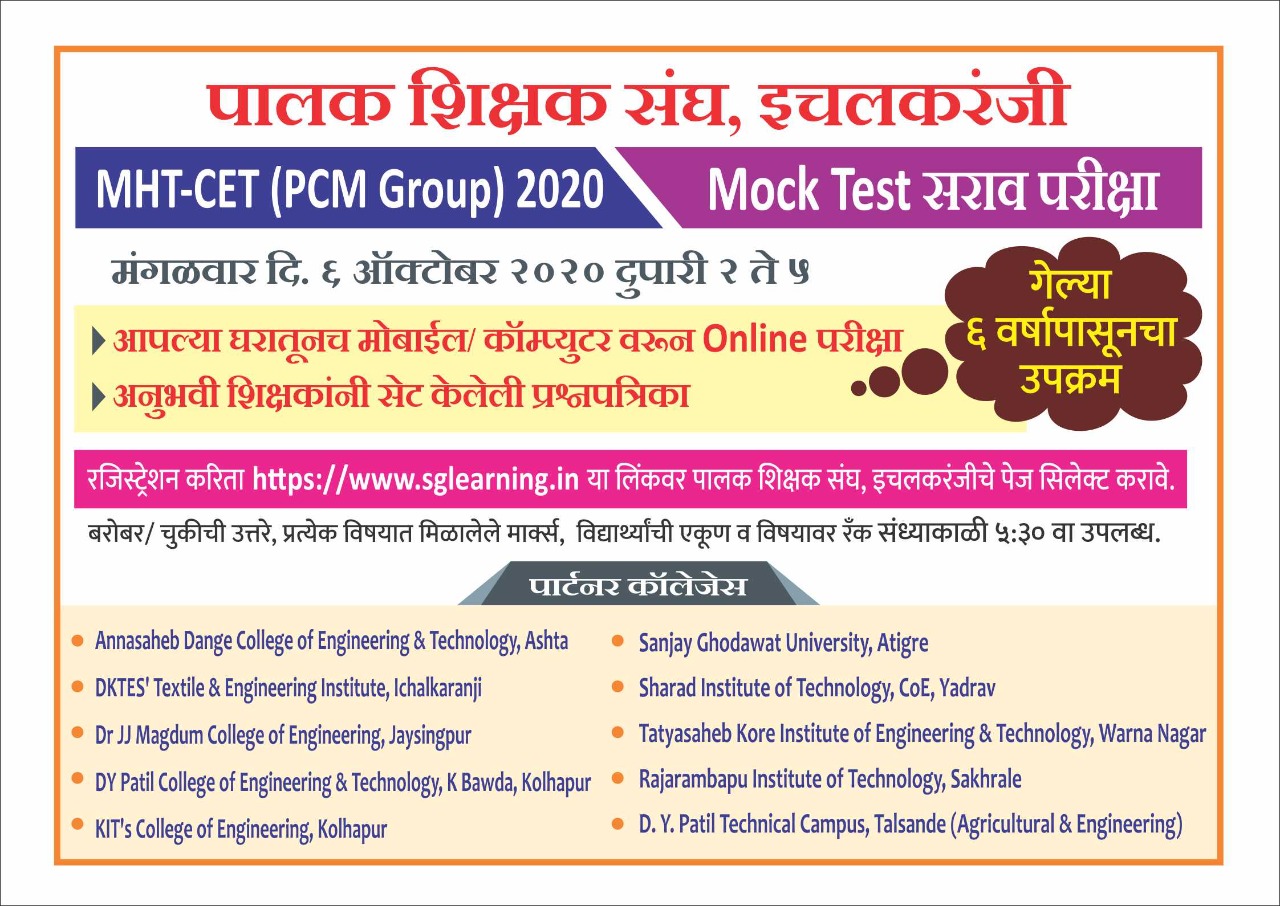 पालक शिक्षक संघ, इचलकरंजी
MHT-CET (PCM Group) 2020
Mock Test सराव परीक्षा
मंगळवार दि. ६ ऑक्टोबर २०२० दुपारी २ ते ५
आपल्या घरातूनच मोबाईल/ कॉम्प्युटर वरून Online परीक्षा
अनुभवी शिक्षकांनी सेट केलेली प्रश्नपत्रिका
गेल्या
६ वर्षापासूनचा
उपक्रम
रजिस्ट्रेशन करिता https://www.sglearning.in या लिंकवर पालक शिक्षक संघ, इचलकरंजीचे पेज सिलेक्ट करावे.
बरोबर/ चुकीची उत्तरे, प्रत्येक विषयात मिळालेले मार्क्स, विद्यार्थ्यांची एकूण व विषयावर रँक संध्याकाळी ५:३० वा उपलब्ध.
पार्टनर कॉलेजेस
Annasaheb Dange College of Engineering & Technology, Ashta
DKTES' Textile & Engineering Institute, Ichalkaranji
Dr JJ Magdum College of Engineering, Jaysingpur
DY Patil College of Engineering & Technology, K Bawda, Kolhapur
KIT's College of Engineering, Kolhapur
Sanjay Ghodawat University, Atigre
Sharad Institute of Technology, CoE, Yadrav
Tatyasaheb Kore Institute of Engineering & Technology, Warna Nagar
Rajarambapu Institute of Technology, Sakhrale
D. Y. Patil Technical Campus, Talsande (Agricultural & Engineering)